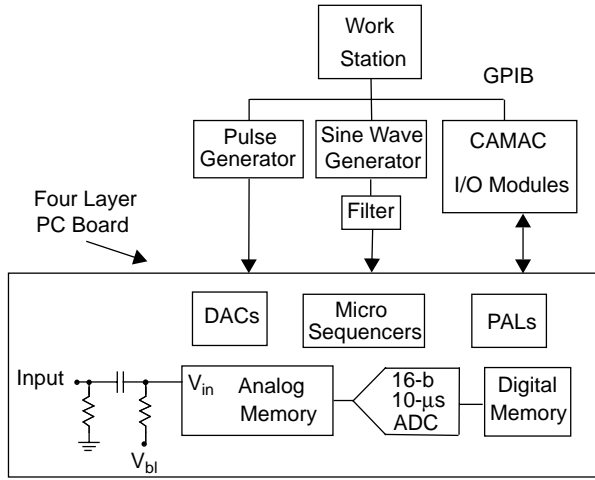 Work
Station
GPIB
Pulse
Generator
Sine Wave
Generator
CAMAC
I/O Modules
Filter
Four Layer
PC Board
DACs
Micro
Sequencers
PALs
Input
Vin
Analog
Memory
16-b
10-μs
ADC
Digital
Memory
Vbl